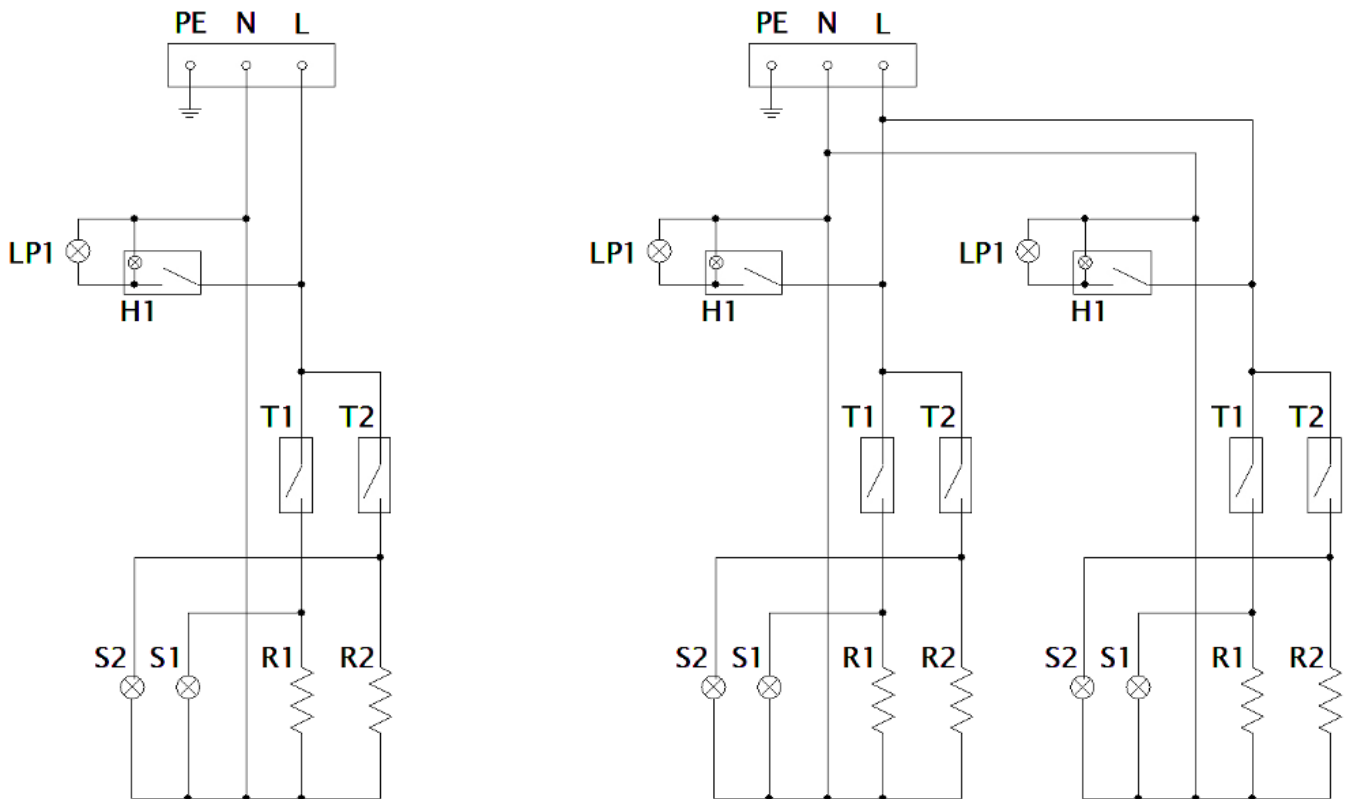 PE N L
PE N L
LP1
H1
LP1
H1
LP1
H1
T1 T2
T1 T2
T1 T2
S2 S1 R1 R2
S2 S1 R1 R2
S2 S1 R1 R2